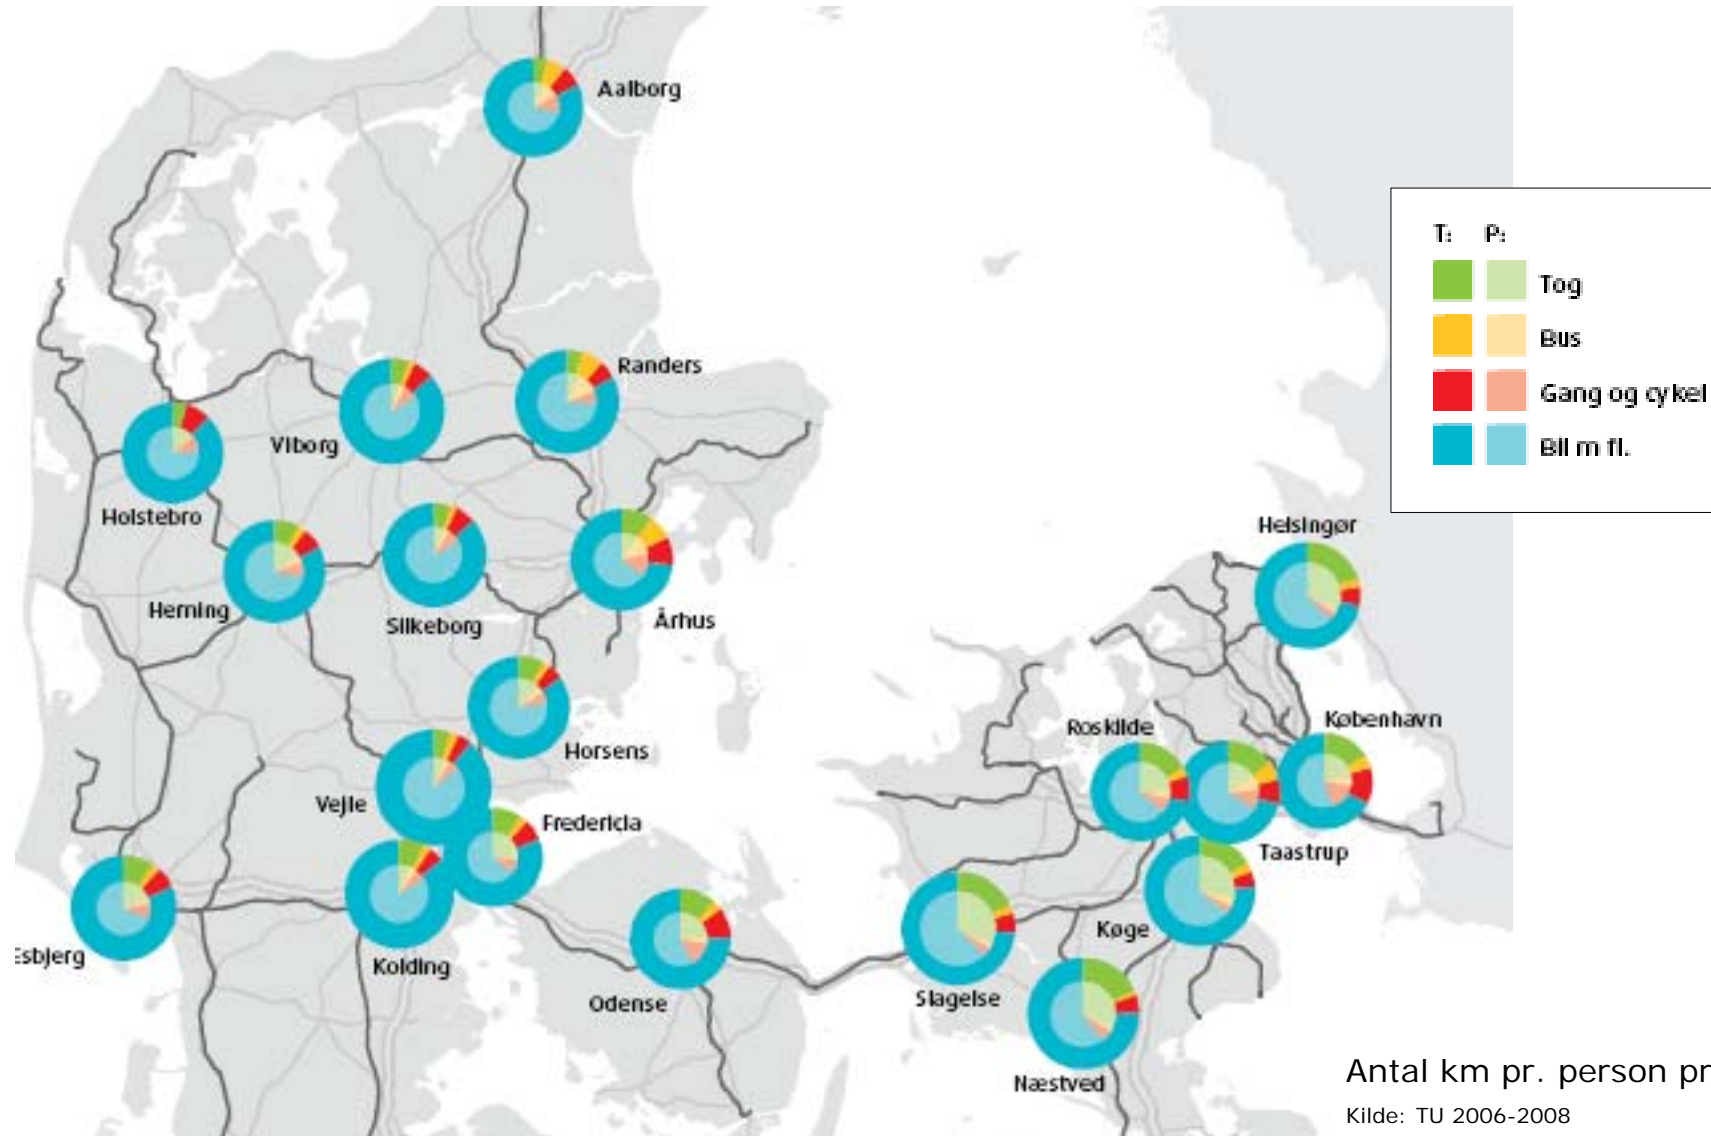 Aalborg
Randers
Viborg
Holstebro
Herning
Silkeborg
Århus
Horsens
Vejle
Fredericia
Esbjerg
Kolding
Odense
T: P:
Tog
Bus
Gang og cykel
Bil m fl.
Helsingør
Roskilde
København
Taastrup
Køge
Slagelse
Næstved
Antal km pr. person pr
Kilde: TU 2006-2008